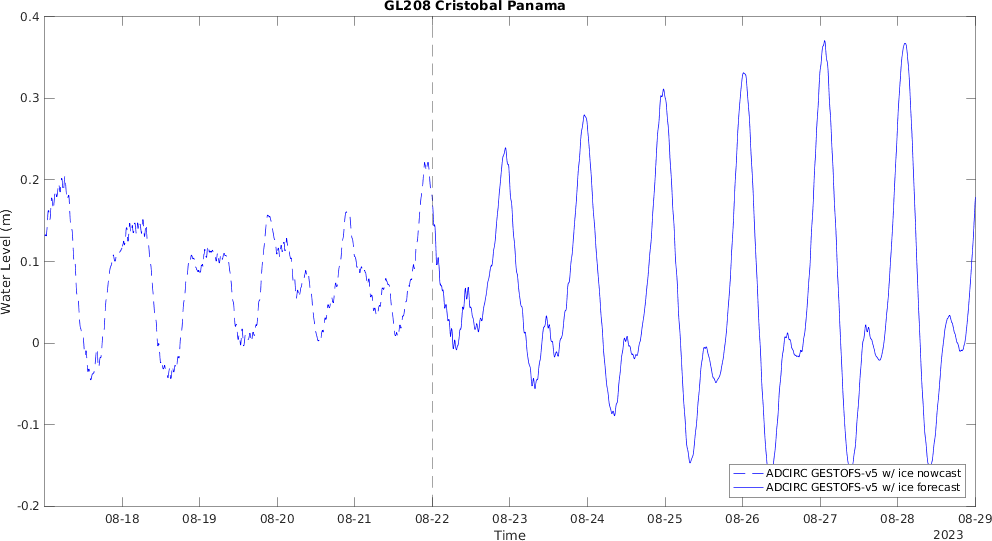 GL208 Cristobal Panama
0.4
0.3
0.2
0.1
0
-0.1
-0.2
Water Level (m)
ADCIRC GESTOFS-v5 w/ ice nowcast
ADCIRC GESTOFS-v5 w/ ice forecast
08-18 08-19 08-20 08-21 08-22 08-23 08-24 08-25 08-26 08-27 08-28 08-29
Time
2023